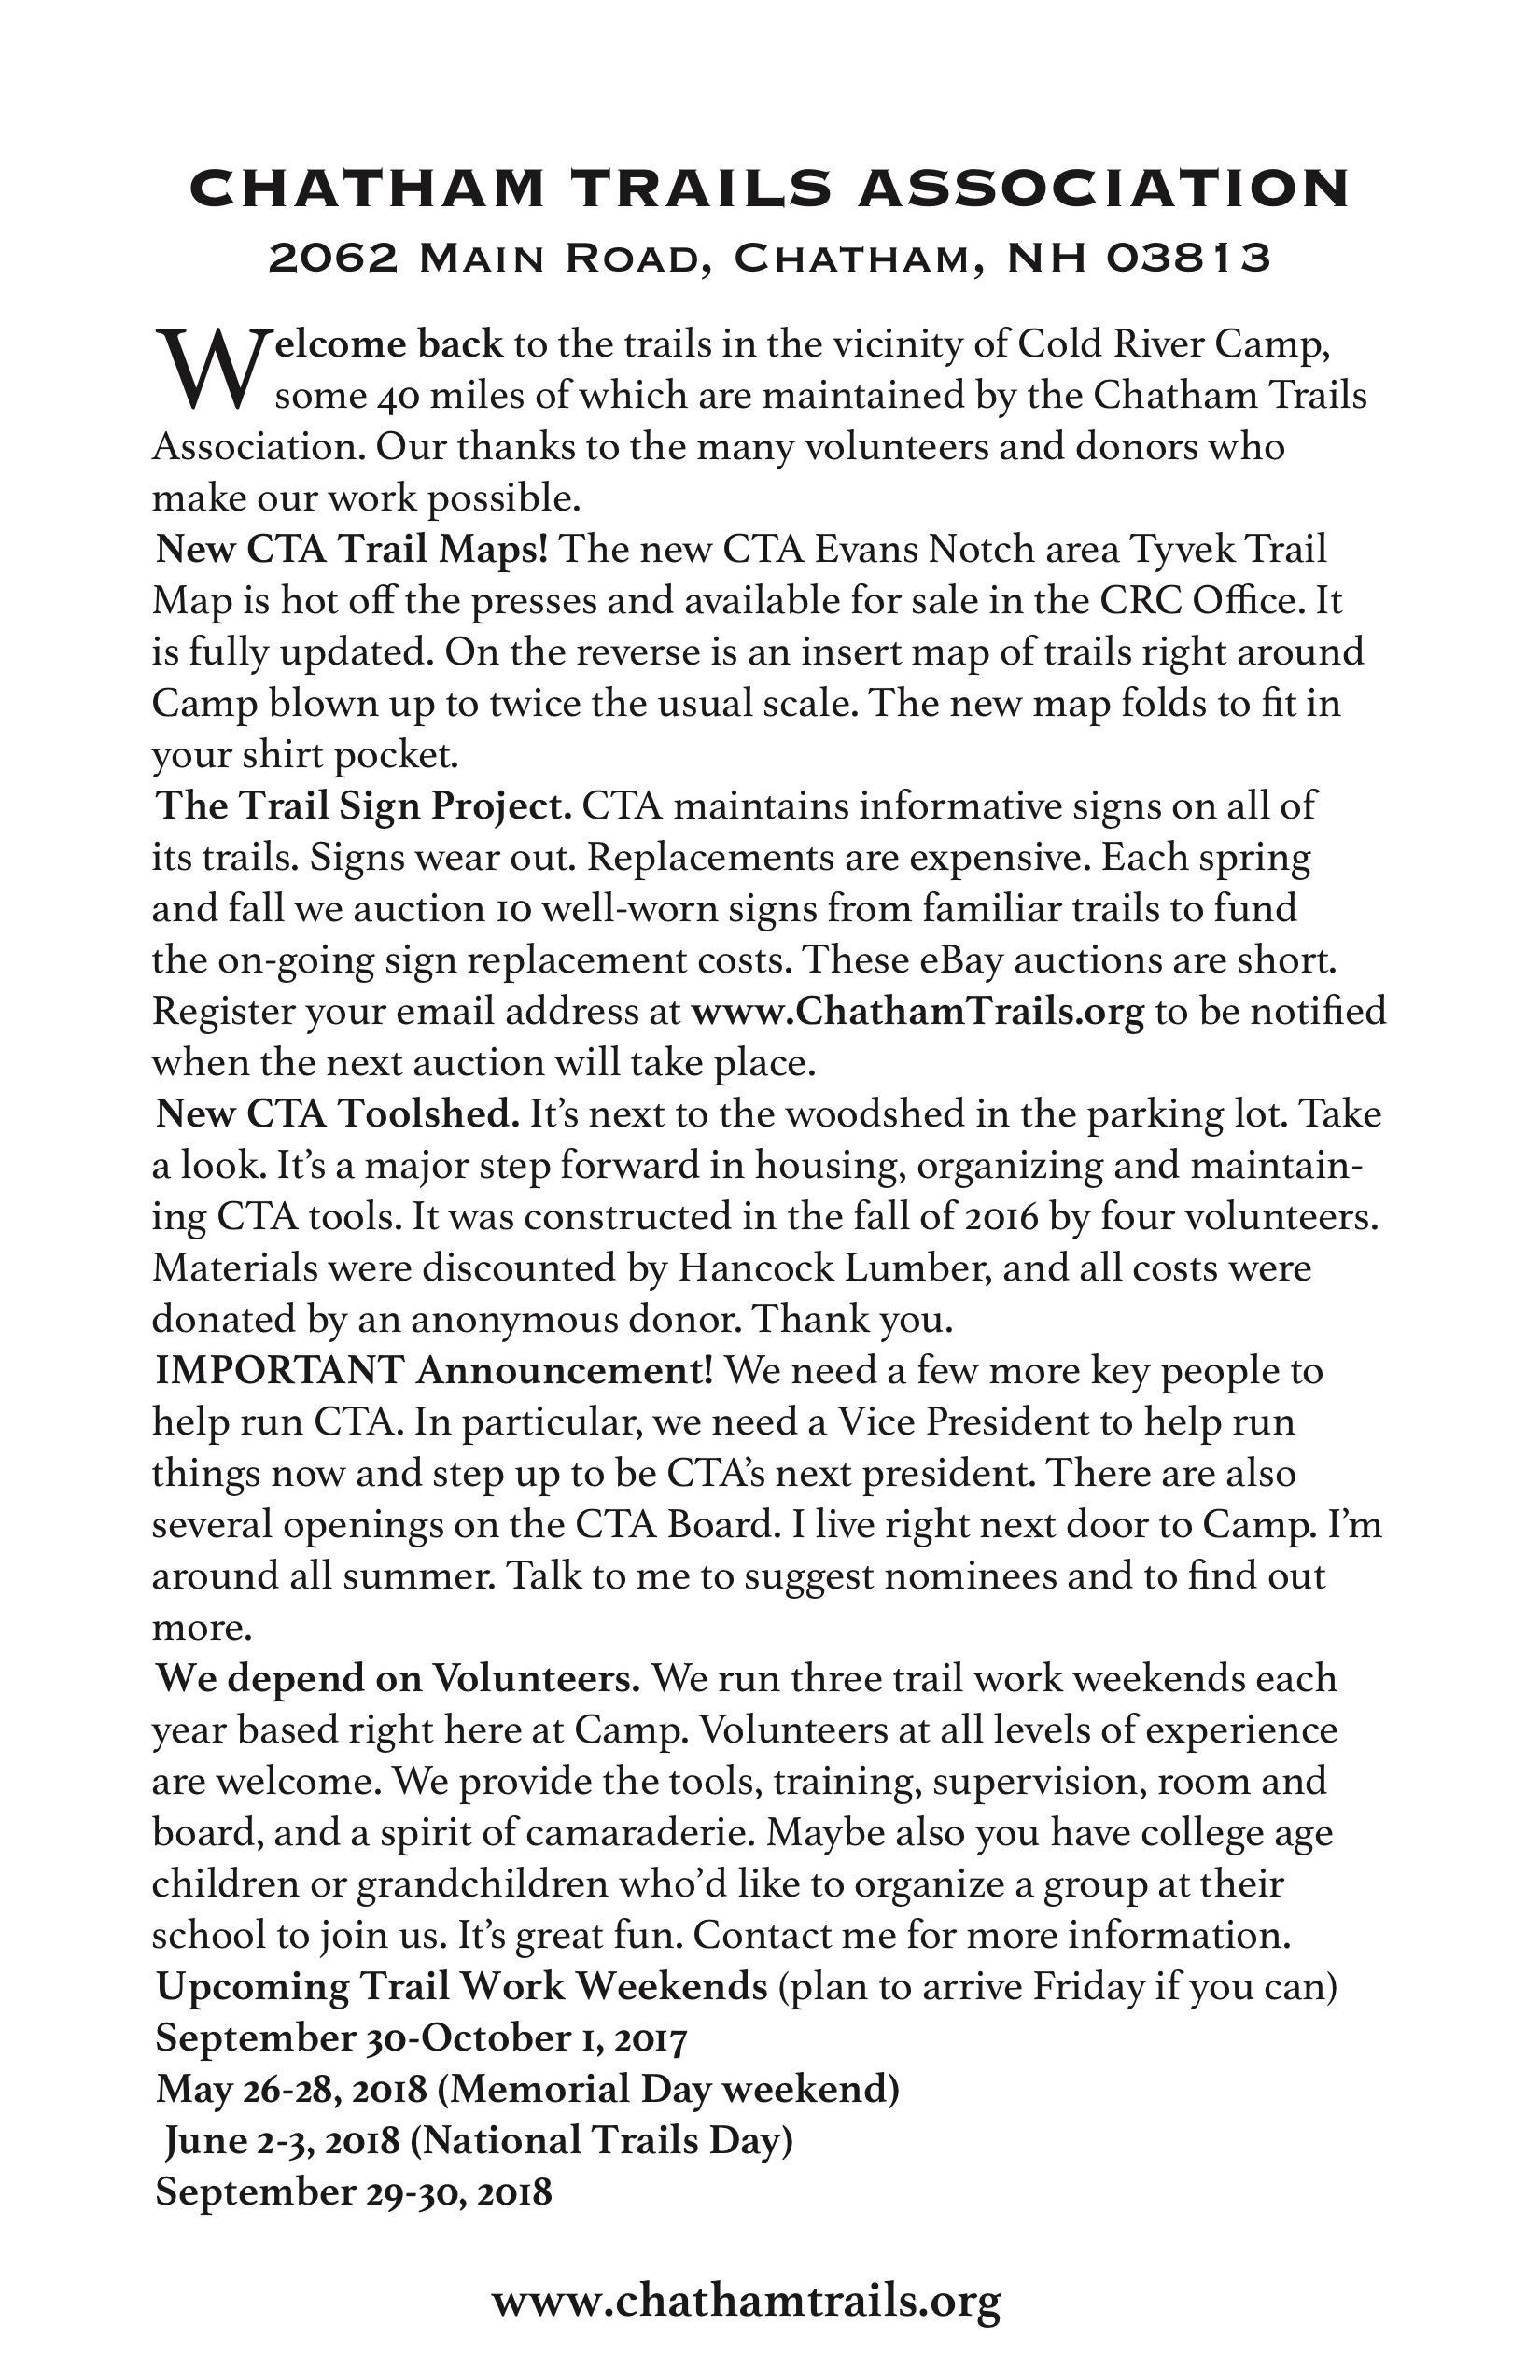 CHATHAM TRAILS ASSOCIATION
2062 Main Road, Chatham, NH 03813
Welcome back to the trails in the vicinity of Cold River Camp,
some 40 miles of which are maintained by the Chatham Trails
Association. Our thanks to the many volunteers and donors who
make our work possible.
New CTA Trail Maps! The new CTA Evans Notch area Tyvek Trail
Map is hot off the presses and available for sale in the CRC Office. It
is fully updated. On the reverse is an insert map of trails right around
Camp blown up to twice the usual scale. The new map folds to fit in
your shirt pocket.
The Trail Sign Project. CTA maintains informative signs on all of
its trails. Signs wear out. Replacements are expensive. Each spring
and fall we auction 10 well-worn signs from familiar trails to fund
the on-going sign replacement costs. These eBay auctions are short.
Register your email address at www.ChathamTrails.org to be notified
when the next auction will take place.
New CTA Toolshed. It’s next to the woodshed in the parking lot. Take
a look. It’s a major step forward in housing, organizing and maintain-
ing CTA tools. It was constructed in the fall of 2016 by four volunteers.
Materials were discounted by Hancock Lumber, and all costs were
donated by an anonymous donor. Thank you.
IMPORTANT Announcement! We need a few more key people to
help run CTA. In particular, we need a Vice President to help run
things now and step up to be CTA’s next president. There are also
several openings on the CTA Board. I live right next door to Camp. I’m
around all summer. Talk to me to suggest nominees and to find out
more.
We depend on Volunteers. We run three trail work weekends each
year based right here at Camp. Volunteers at all levels of experience
are welcome. We provide the tools, training, supervision, room and
board, and a spirit of camaraderie. Maybe also you have college age
children or grandchildren who’d like to organize a group at their
school to join us. It’s great fun. Contact me for more information.
Upcoming Trail Work Weekends (plan to arrive Friday if you can)
September 30-October 1, 2017
May 26-28, 2018 (Memorial Day weekend)
June 2-3, 2018 (National Trails Day)
September 29-30, 2018
www.chathamtrails.org